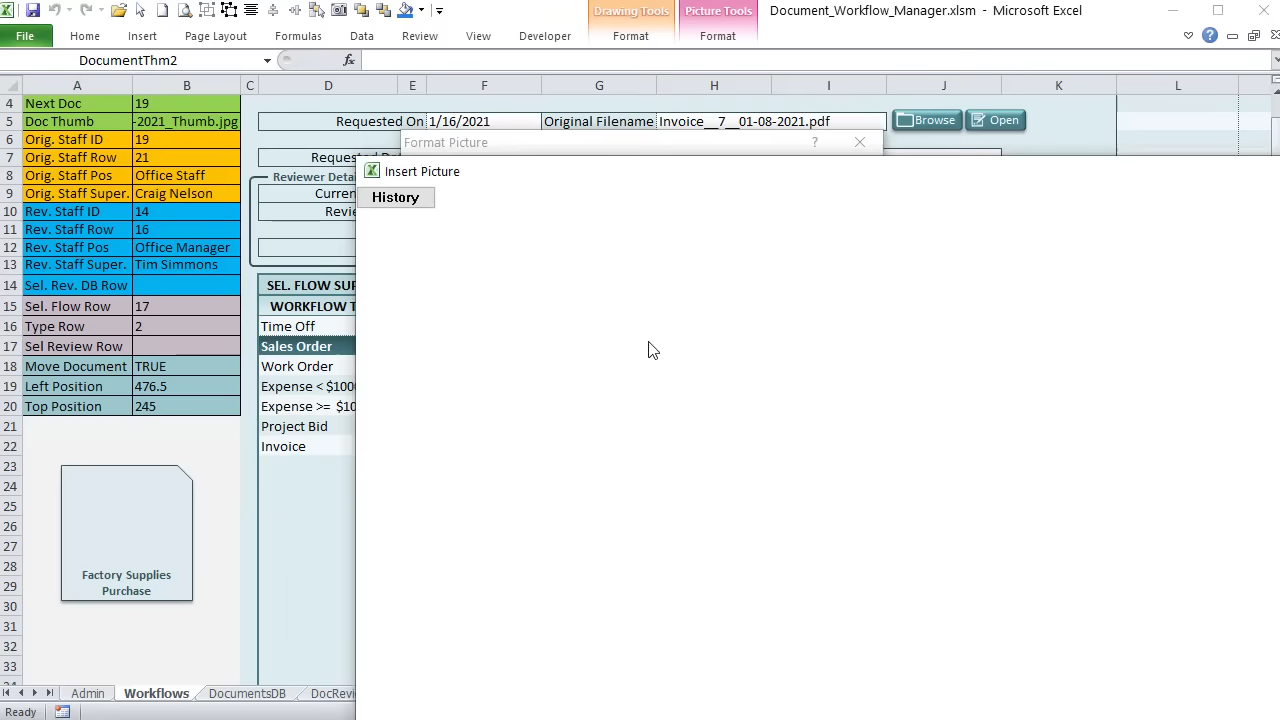 Drawing Tools Picture Tools Document_Workflow_Manager.xlsm - Microsoft Excel
File Home Insert Page Layout Formulas Data Review View Developer Format Format
DocumentThm2 fx
A B C D E F G H I J K L
4 Next Doc 19
5 Doc Thumb -2021_Thumb.jpg Requested On 1/16/2021 Original Filename Invoice__7__01-08-2021.pdf Browse Open
6 Orig. Staff ID 19 Format Picture
7 Orig. Staff Row 21
8 Orig. Staff Pos Office Staff Reviewer Insert Picture
9 Orig. Staff Super. Craig Nelson History
10 Rev. Staff ID 14
11 Rev. Staff Row 16
12 Rev. Staff Pos Office Manager
13 Rev. Staff Super. Tim Simmons
14 Sel. Rev. DB Row SEL. FLOW
15 Sel. Flow Row 17 WORKFLOW
16 Type Row 2 Time Off
17 Sel Review Row Sales Order
18 Move Document TRUE Work Order
19 Left Position 476.5 Expense < $100
20 Top Position 245 Expense >= $10
21 Project Bid
22 Invoice
23
24
25
26
27
28 Factory Supplies
29 Purchase
30
31
32
33
Admin Workflows DocumentsDB
Ready